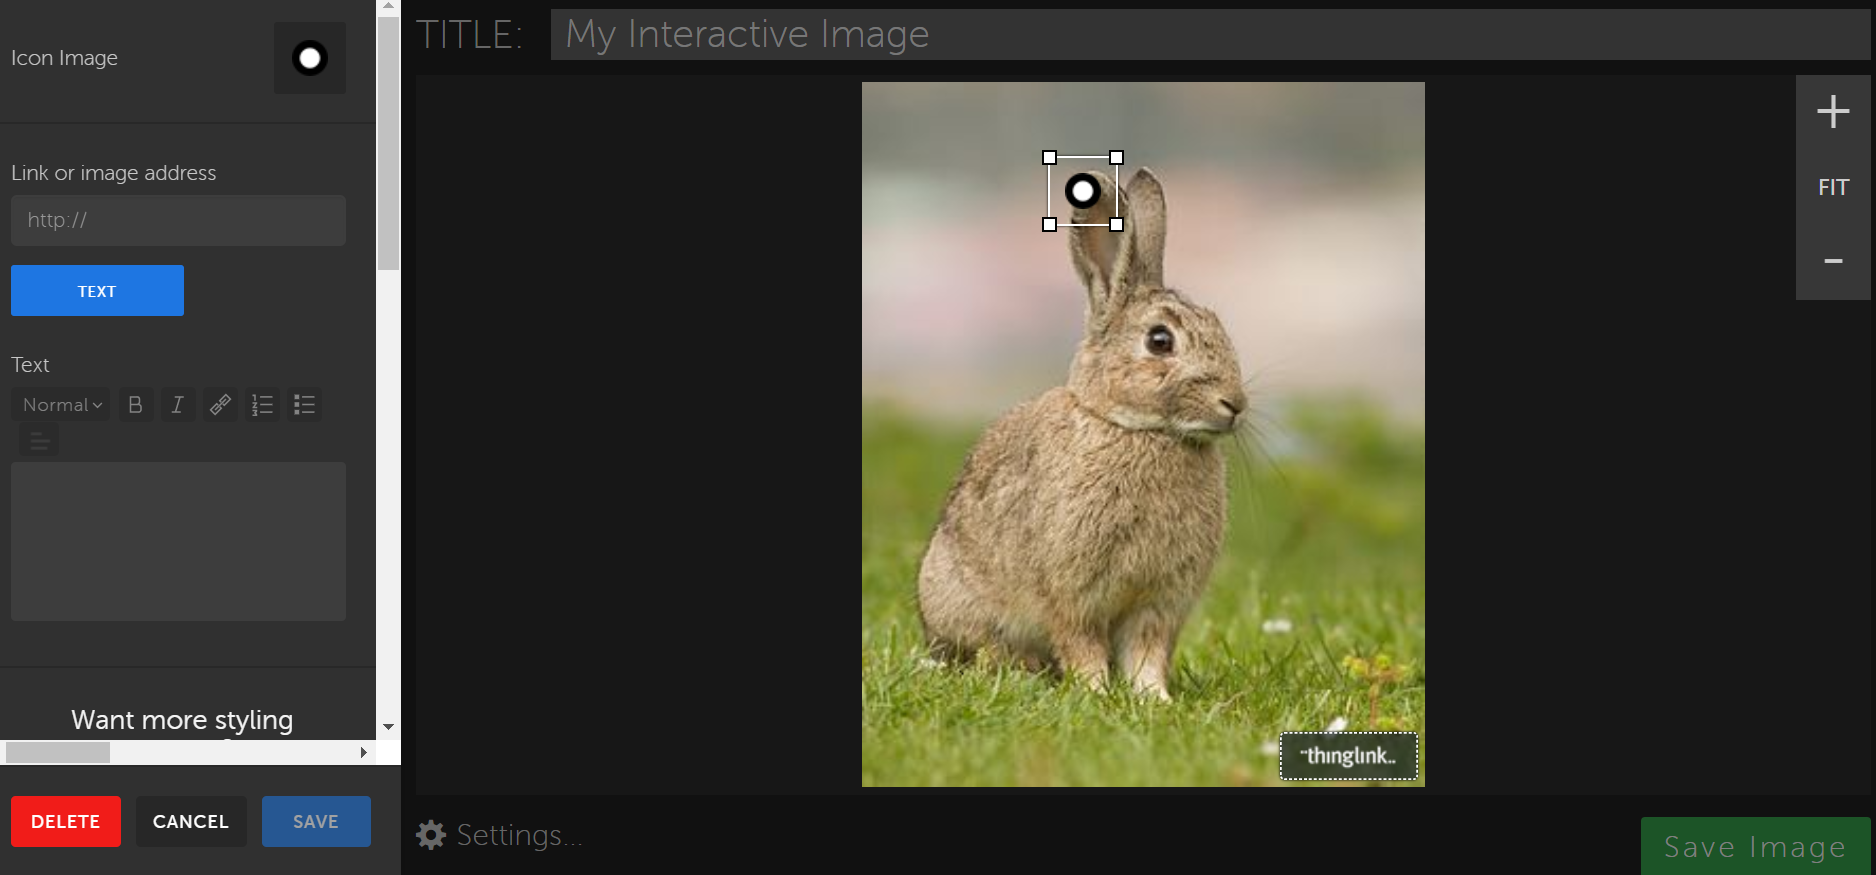 Icon Image
Link or image address
http://
TEXT
Text
Normal
B
I
Want more styling
DELETE
CANCEL
SAVE
TITLE:
My Interactive Image
FIT
¨thinglink..
Settings...
Save Image